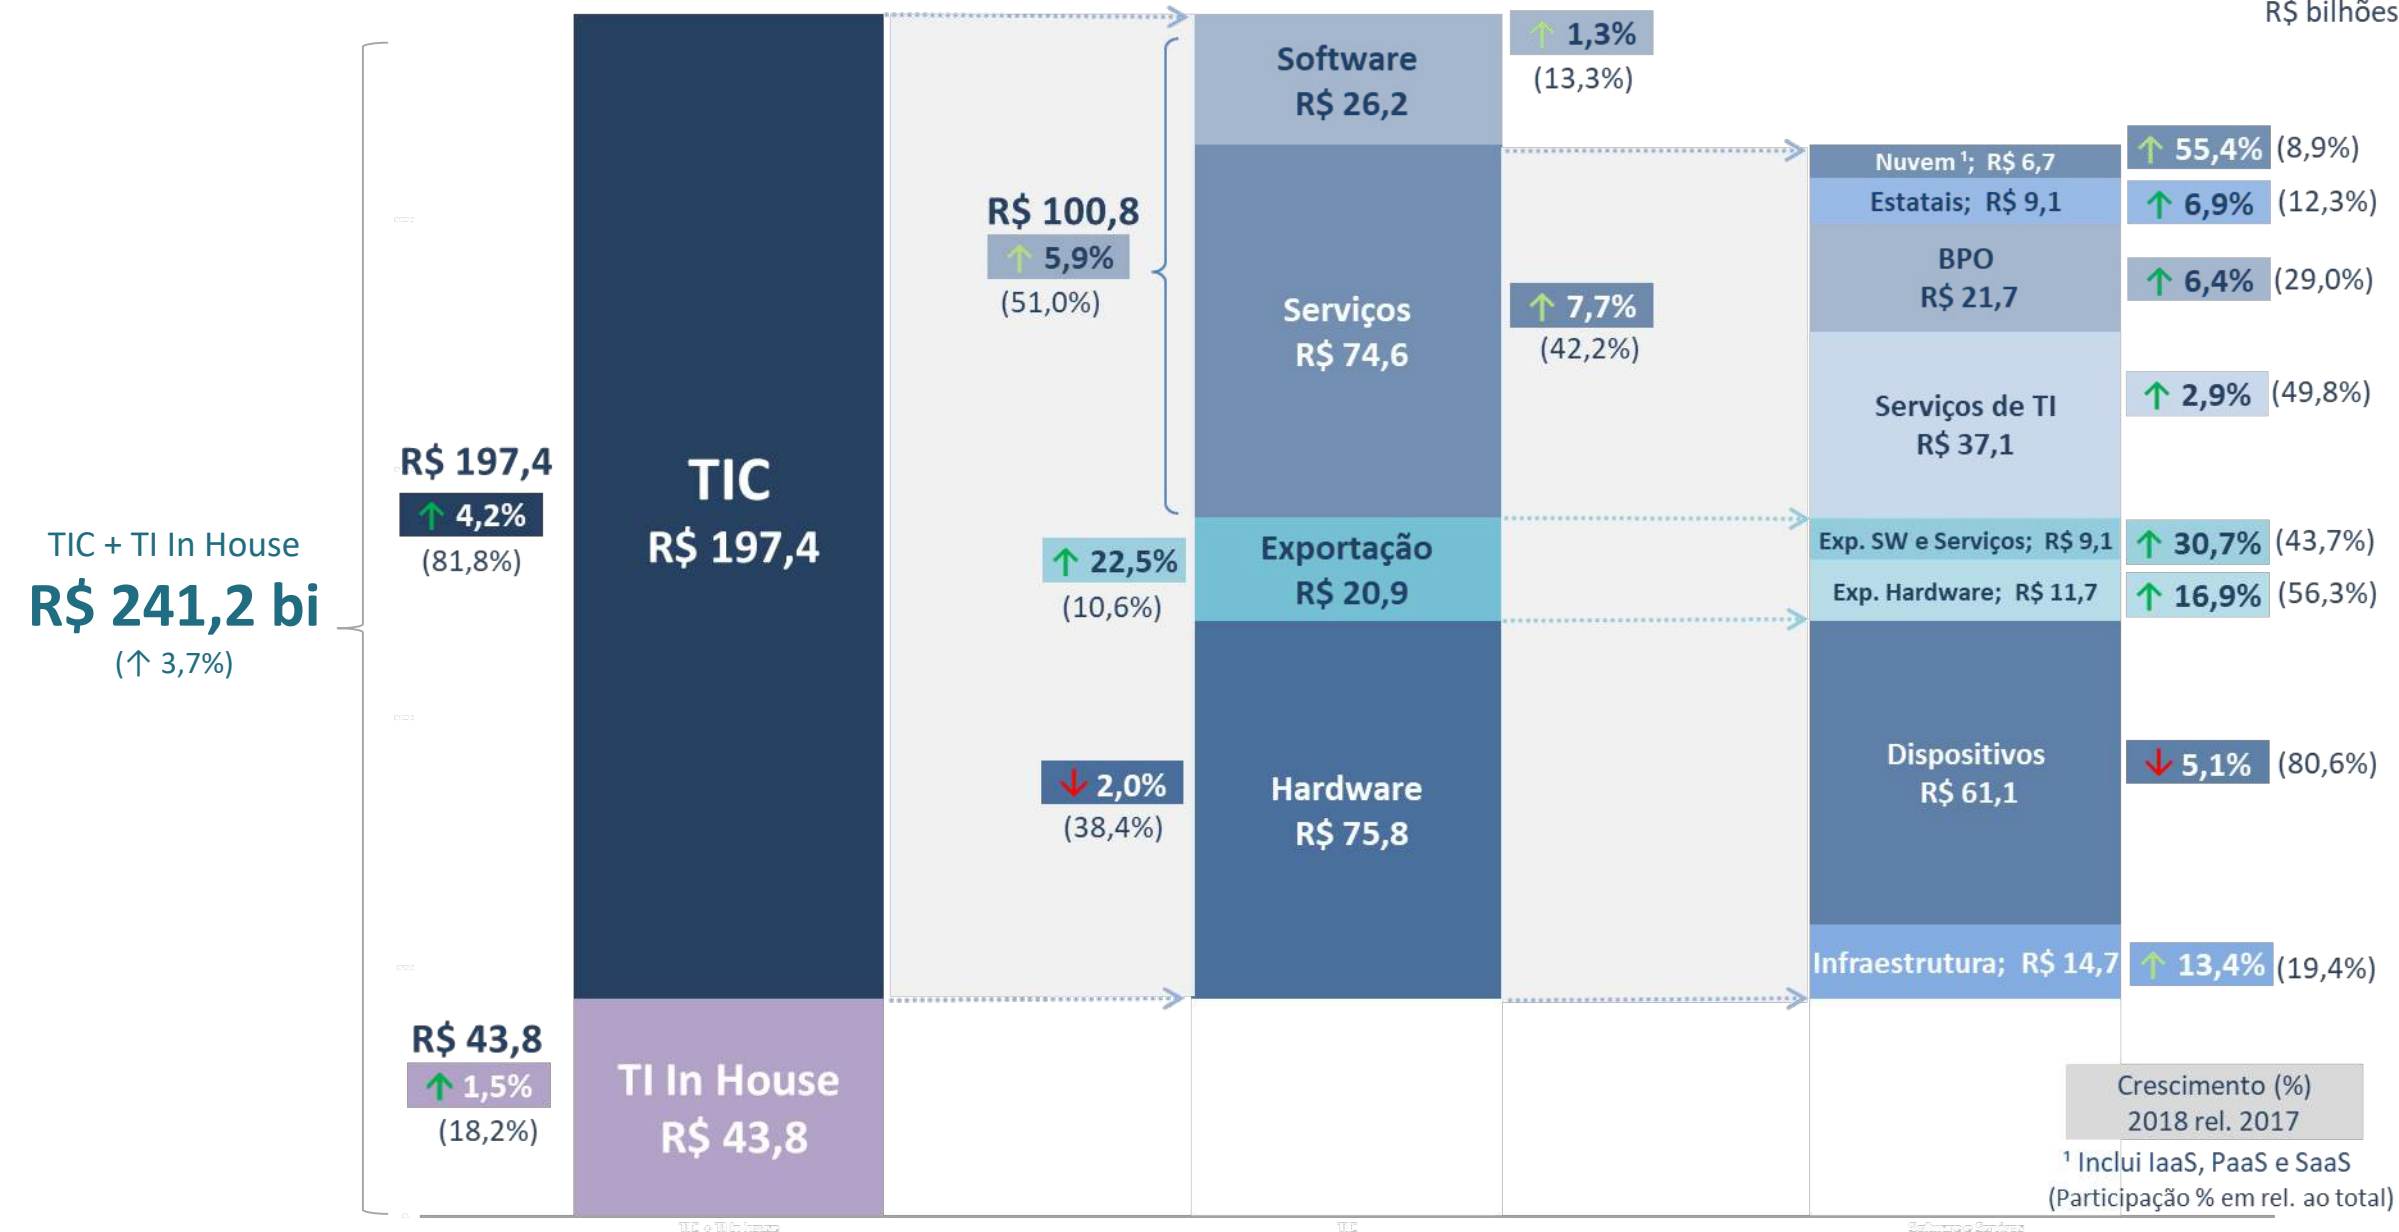 R$ bilhões
TIC + TI In House
R$ 241,2 bi
(↑ 3,7%)
R$ 197,4
↑ 4,2%
(81,8%)
R$ 43,8
↑ 1,5%
(18,2%)
TIC
R$ 197,4
TI In House
R$ 43,8
R$ 100,8
↑ 5,9%
(51,0%)
↑ 22,5%
(10,6%)
↓ 2,0%
(38,4%)
Software
R$ 26,2
Serviços
R$ 74,6
Exportação
R$ 20,9
Hardware
R$ 75,8
↑ 1,3%
(13,3%)
↑ 7,7%
(42,2%)
Nuvem ¹; R$ 6,7
Estatais; R$ 9,1
BPO
R$ 21,7
Serviços de TI
R$ 37,1
Exp. SW e Serviços; R$ 9,1
Exp. Hardware; R$ 11,7
Dispositivos
R$ 61,1
Infraestrutura; R$ 14,7
↑ 55,4% (8,9%)
↑ 6,9% (12,3%)
↑ 6,4% (29,0%)
↑ 2,9% (49,8%)
↑ 30,7% (43,7%)
↑ 16,9% (56,3%)
↓ 5,1% (80,6%)
↑ 13,4% (19,4%)
Crescimento (%)
2018 rel. 2017
¹ Inclui IaaS, PaaS e SaaS
(Participação % em rel. ao total)